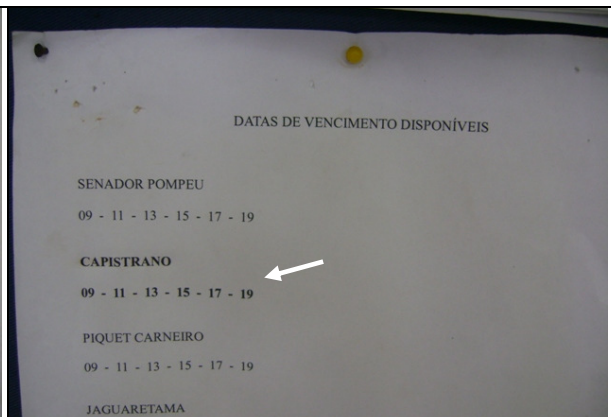 DATAS DE VENCIMENTO DISPONÍVEIS
SENADOR POMPEU
09 - 11 - 13 - 15 - 17 - 19
CAPISTRANO
09 - 11 - 13 - 15 - 17 - 19
PIQUET CARNEIRO
09 - 11 - 13 - 15 - 17 - 19
JAGUARETAMA